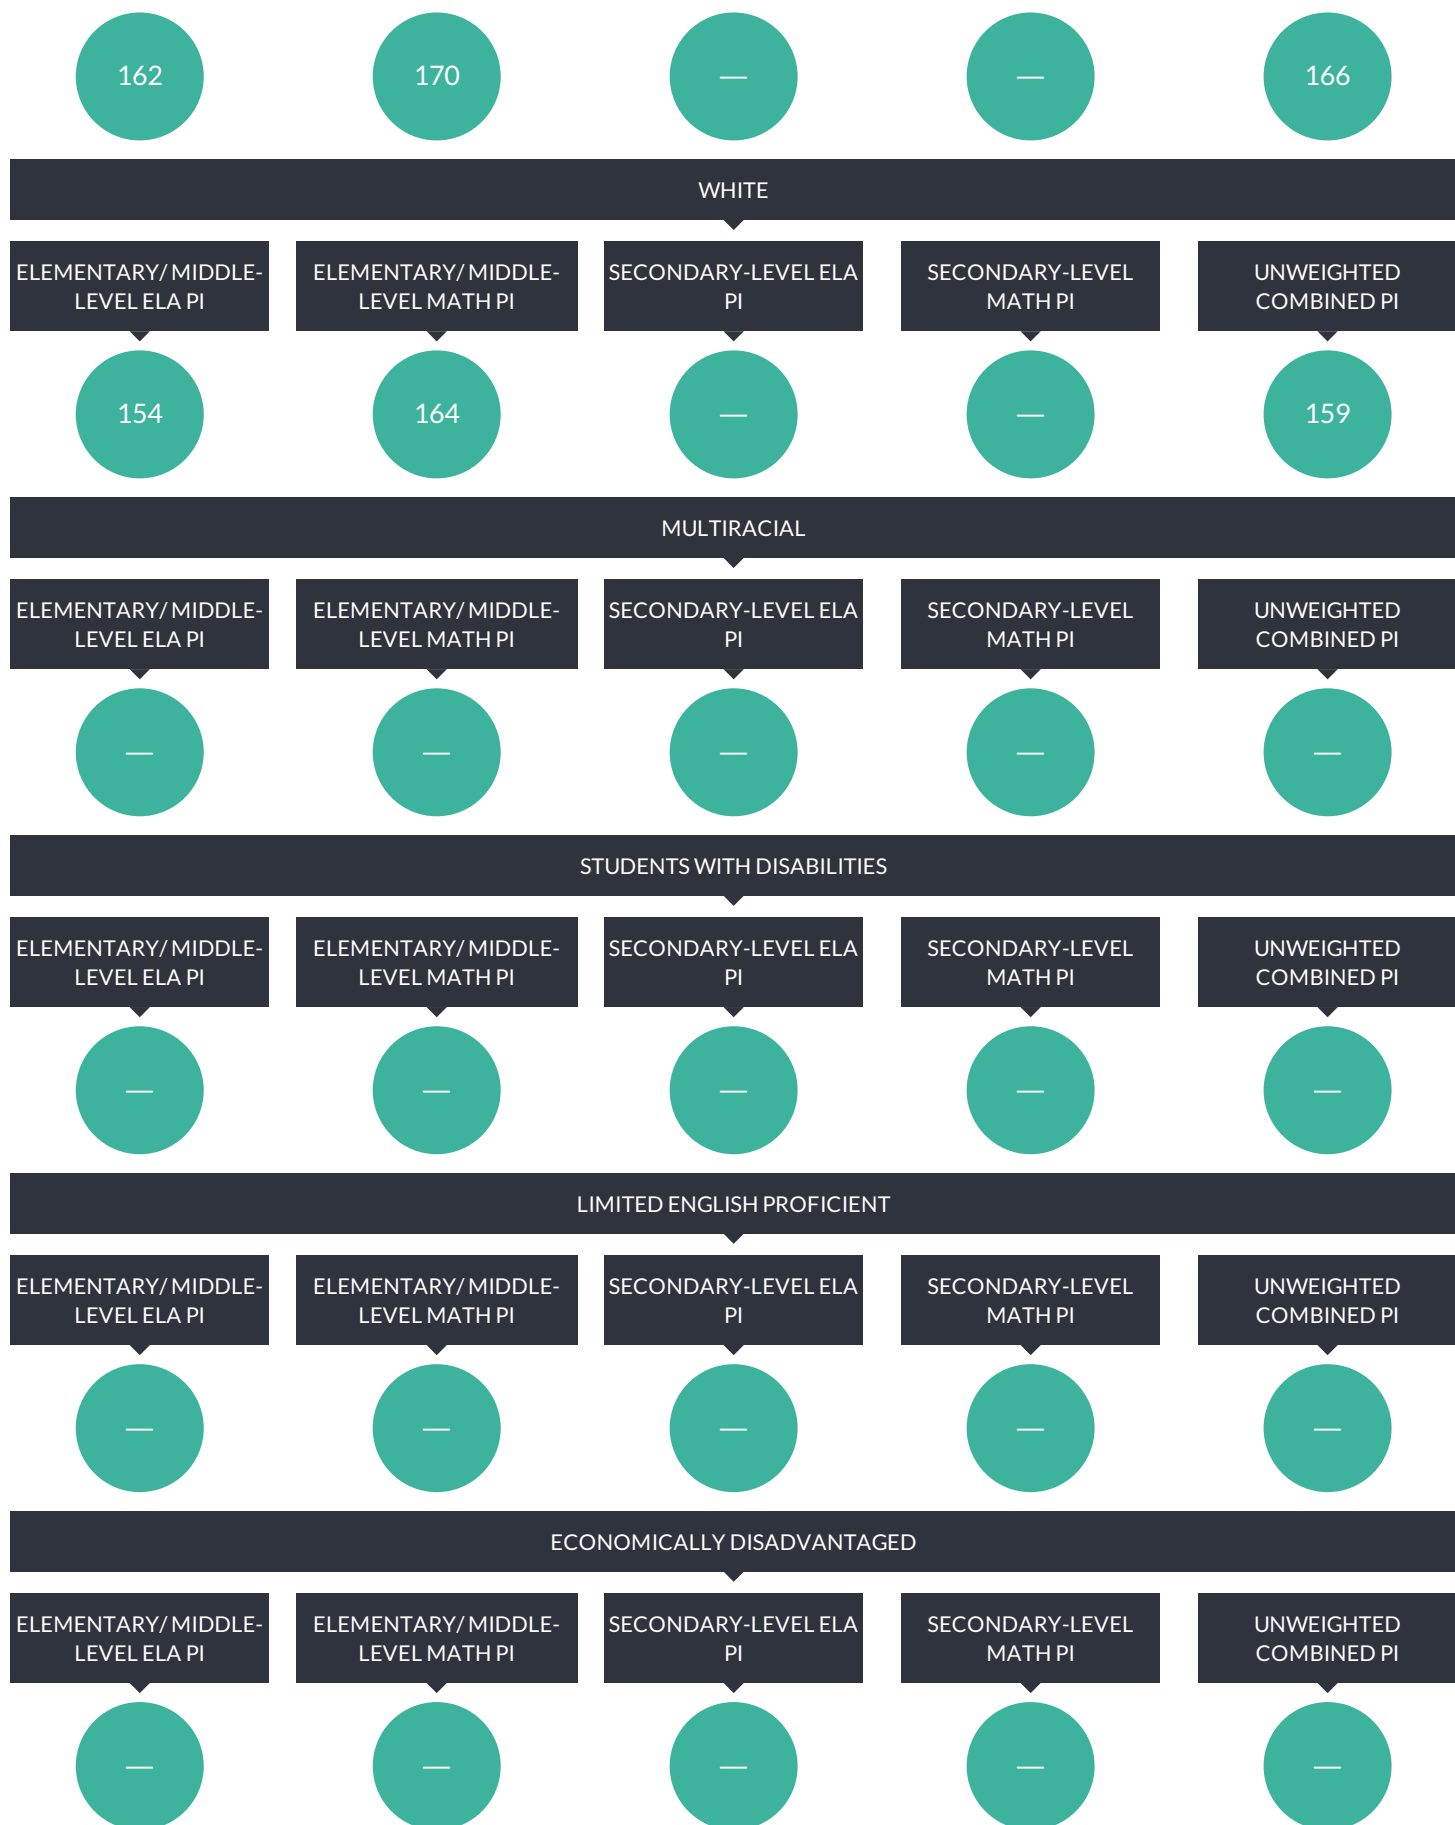 162 170 — — 166
WHITE
ELEMENTARY/ MIDDLE- ELEMENTARY/ MIDDLE- SECONDARY-LEVEL ELA SECONDARY-LEVEL UNWEIGHTED
LEVEL ELA PI LEVEL MATH PI PI MATH PI COMBINED PI
154 164 — — 159
MULTIRACIAL
ELEMENTARY/ MIDDLE- ELEMENTARY/ MIDDLE- SECONDARY-LEVEL ELA SECONDARY-LEVEL UNWEIGHTED
LEVEL ELA PI LEVEL MATH PI PI MATH PI COMBINED PI
— — — — —
STUDENTS WITH DISABILITIES
ELEMENTARY/ MIDDLE- ELEMENTARY/ MIDDLE- SECONDARY-LEVEL ELA SECONDARY-LEVEL UNWEIGHTED
LEVEL ELA PI LEVEL MATH PI PI MATH PI COMBINED PI
— — — — —
LIMITED ENGLISH PROFICIENT
ELEMENTARY/ MIDDLE- ELEMENTARY/ MIDDLE- SECONDARY-LEVEL ELA SECONDARY-LEVEL UNWEIGHTED
LEVEL ELA PI LEVEL MATH PI PI MATH PI COMBINED PI
— — — — —
ECONOMICALLY DISADVANTAGED
ELEMENTARY/ MIDDLE- ELEMENTARY/ MIDDLE- SECONDARY-LEVEL ELA SECONDARY-LEVEL UNWEIGHTED
LEVEL ELA PI LEVEL MATH PI PI MATH PI COMBINED PI
— — — — —